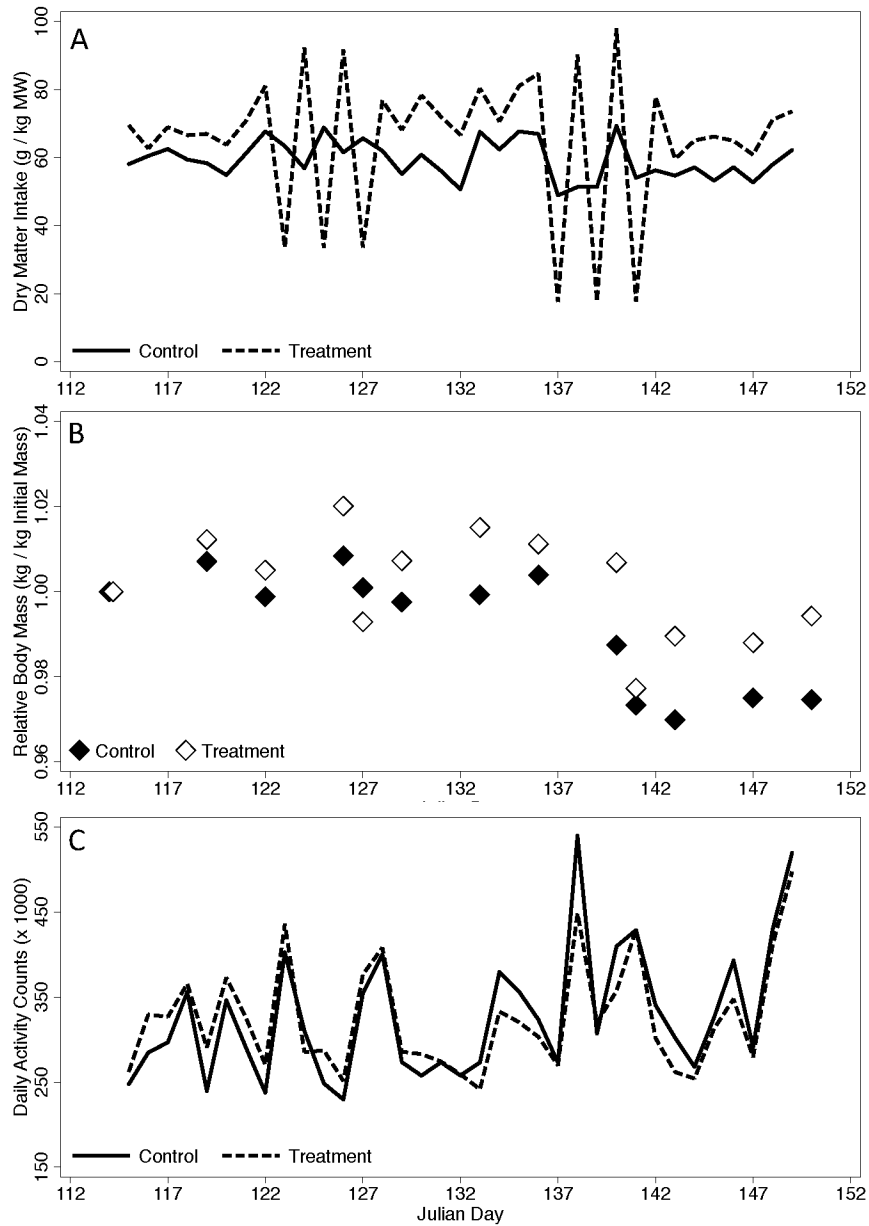 A
Dry Matter Intake (g / kg MW)
100
80
60
40
20
0
Control Treatment
112 117 122 127 132 137 142 147 152
B
Relative Body Mass (kg / kg Initial Mass)
1.04
1.02
1.00
0.98
0.96
Control Treatment
112 117 122 127 132 137 142 147 152
C
Daily Activity Counts (x 1000)
550
450
350
250
150
Control Treatment
112 117 122 127 132 137 142 147 152
Julian Day